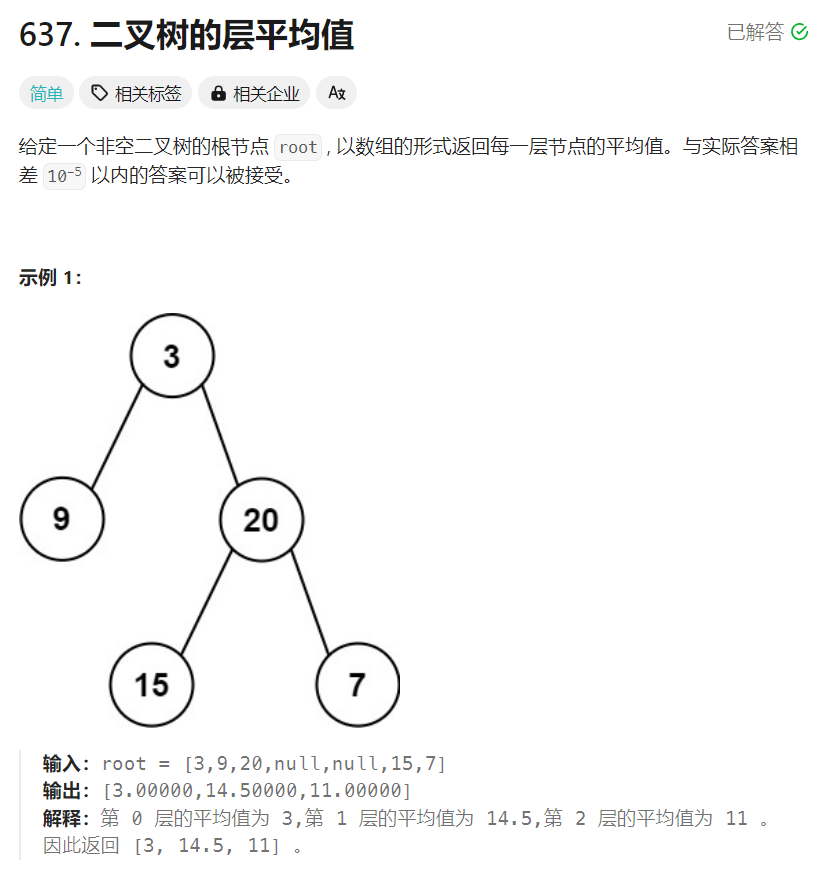 637. 二叉树的层平均值
已解答
简单 相关标签 相关企业 Ax
给定一个非空二叉树的根节点 root , 以数组的形式返回每一层节点的平均值。与实际答案相
差 10⁻⁵ 以内的答案可以被接受。
示例 1：
3
9
20
15
7
输入：root = [3,9,20,null,null,15,7]
输出：[3.00000,14.50000,11.00000]
解释：第 0 层的平均值为 3,第 1 层的平均值为 14.5,第 2 层的平均值为 11 。
因此返回 [3, 14.5, 11] 。